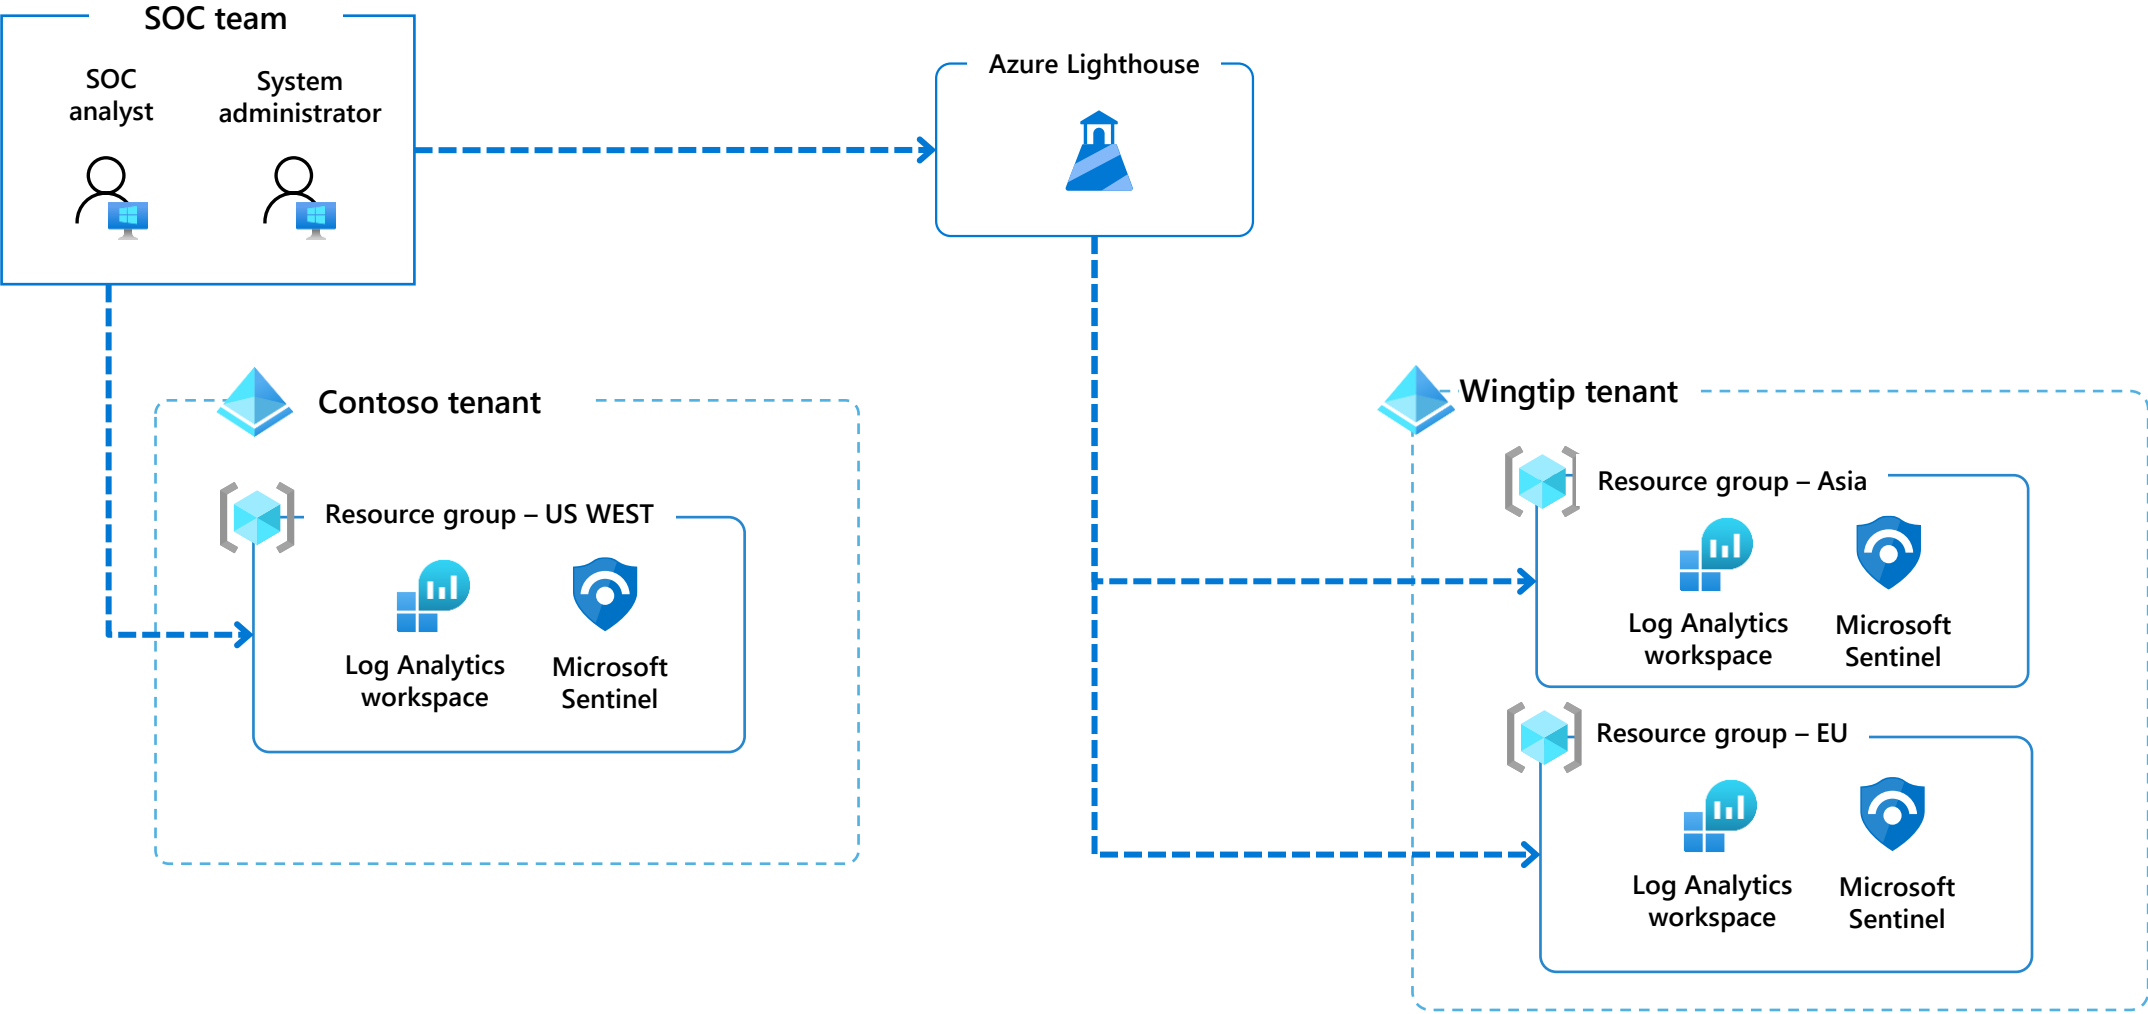 SOC team
SOC
analyst
System
administrator
Azure Lighthouse
Contoso tenant
Resource group – US WEST
Log Analytics
workspace
Microsoft
Sentinel
Wingtip tenant
Resource group – Asia
Log Analytics
workspace
Microsoft
Sentinel
Resource group – EU
Log Analytics
workspace
Microsoft
Sentinel